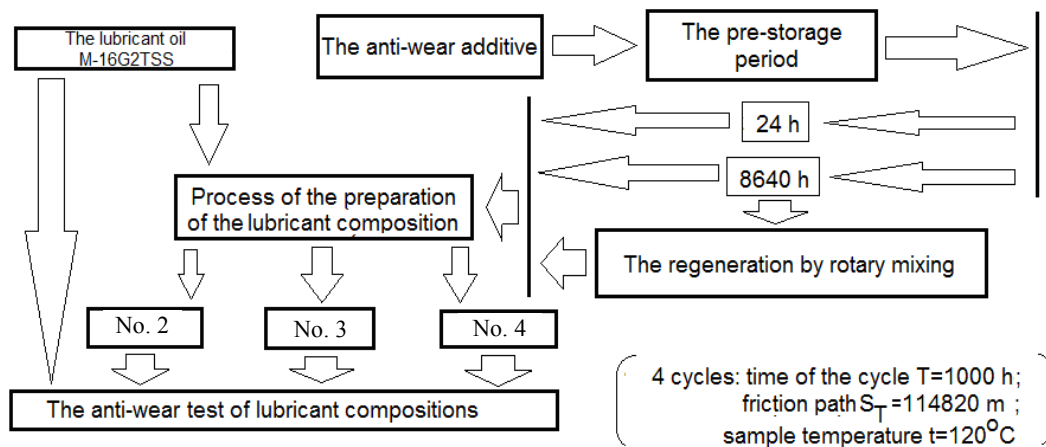 The lubricant oil
M-16G2TSS
The anti-wear additive
The pre-storage
period
24 h
8640 h
Process of the preparation
of the lubricant composition
The regeneration by rotary mixing
No. 2
No. 3
No. 4
The anti-wear test of lubricant compositions
4 cycles: time of the cycle T=1000 h;
friction path S_T =114820 m ;
sample temperature t=120°C